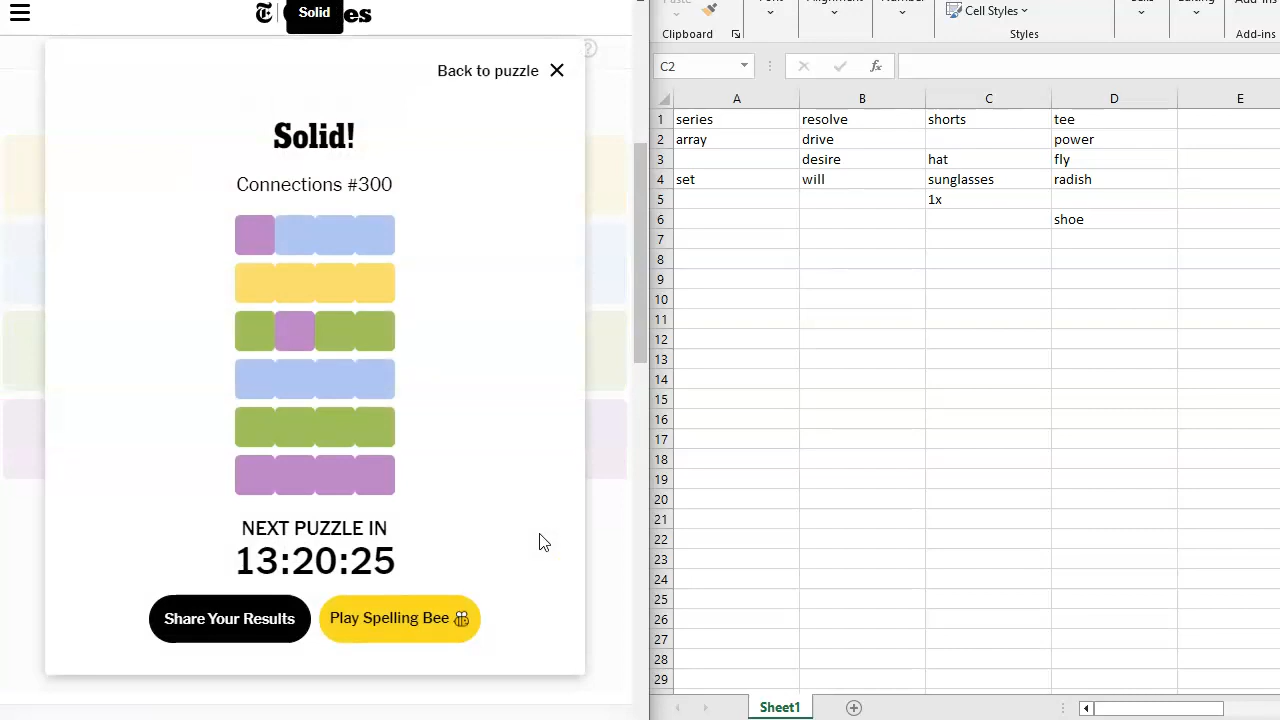 Solid
es
Back to puzzle
Solid!
Connections #300
NEXT PUZZLE IN
13:20:25
Share Your Results
Play Spelling Bee
Cell Styles
Clipboard
Styles
Add-ins
C2
fx
A B C D E
1 series resolve shorts tee
2 array drive power
3 desire hat fly
4 set will sunglasses radish
5 1x
6 shoe
7
8
9
10
11
12
13
14
15
16
17
18
19
20
21
22
23
24
25
26
27
28
29
Sheet1